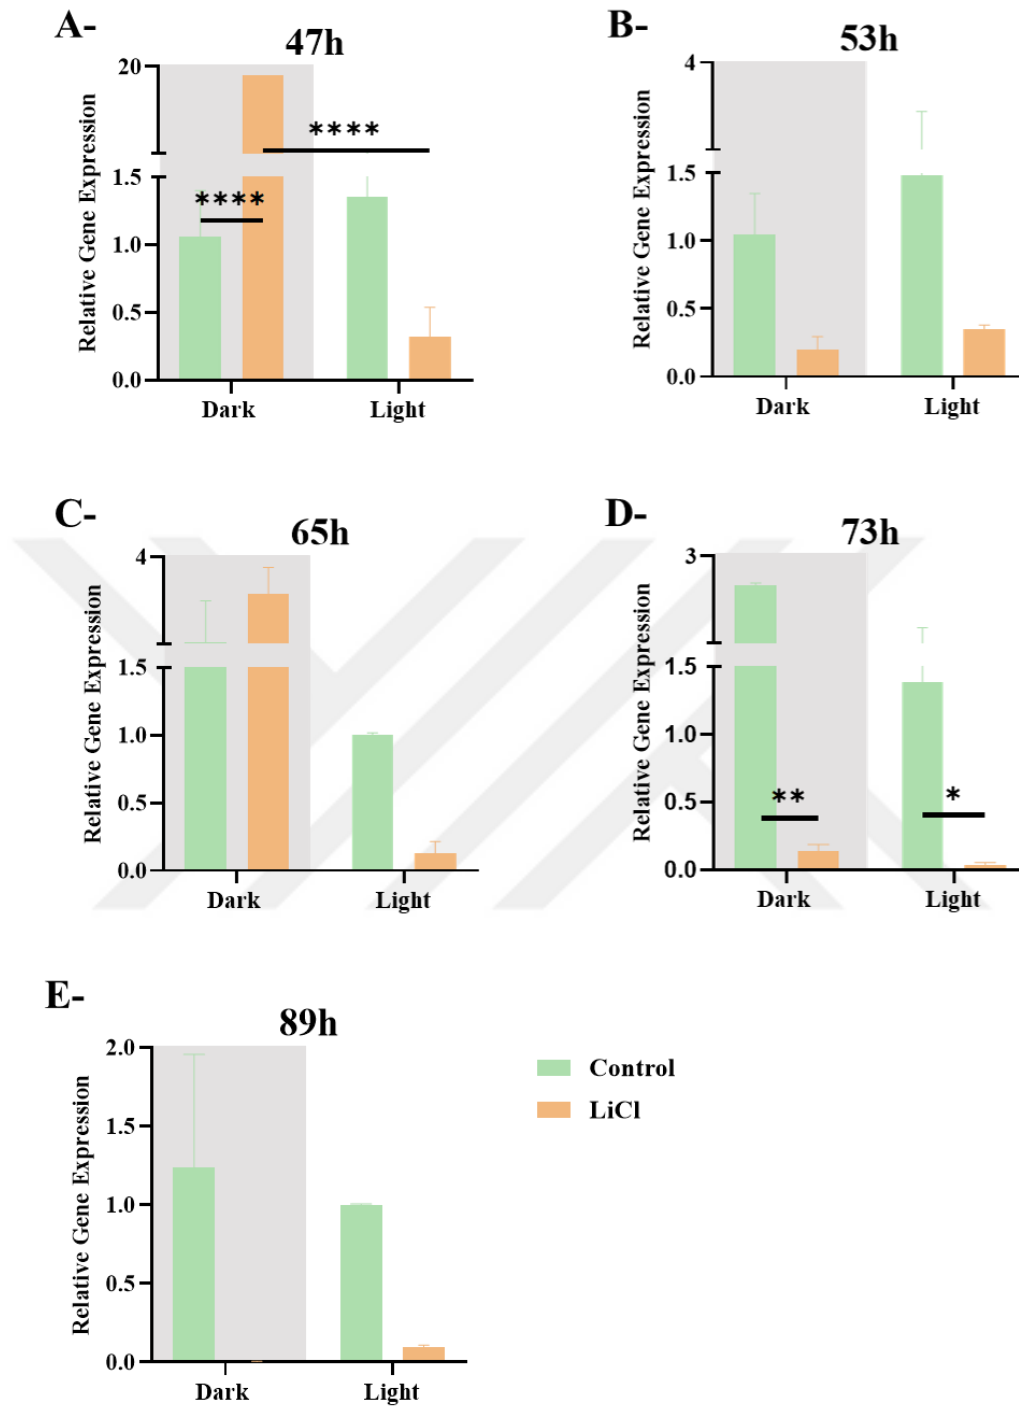 A-
47h
Relative Gene Expression
20
1.5
1.0
0.5
0.0
****
****
Dark
Light
B-
53h
Relative Gene Expression
4
1.5
1.0
0.5
0.0
Dark
Light
C-
65h
Relative Gene Expression
4
1.5
1.0
0.5
0.0
Dark
Light
D-
73h
Relative Gene Expression
3
1.5
1.0
0.5
0.0
**
*
Dark
Light
E-
89h
Relative Gene Expression
2.0
1.5
1.0
0.5
0.0
Dark
Light
Control
LiCl